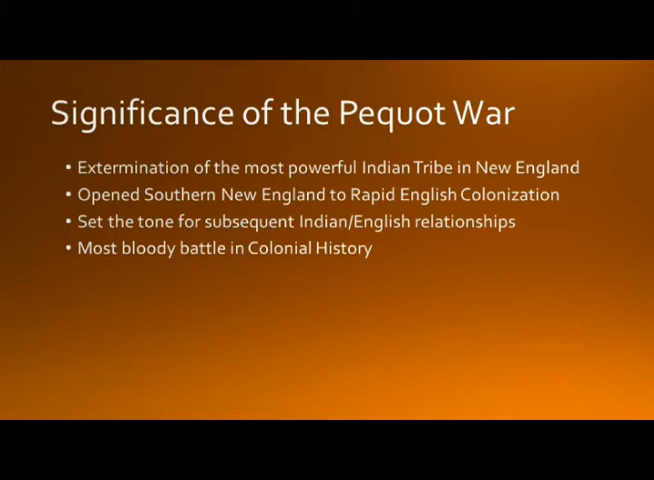 Significance of the Pequot War
• Extermination of the most powerful Indian Tribe in New England
• Opened Southern New England to Rapid English Colonization
• Set the tone for subsequent Indian/English relationships
• Most bloody battle in Colonial History